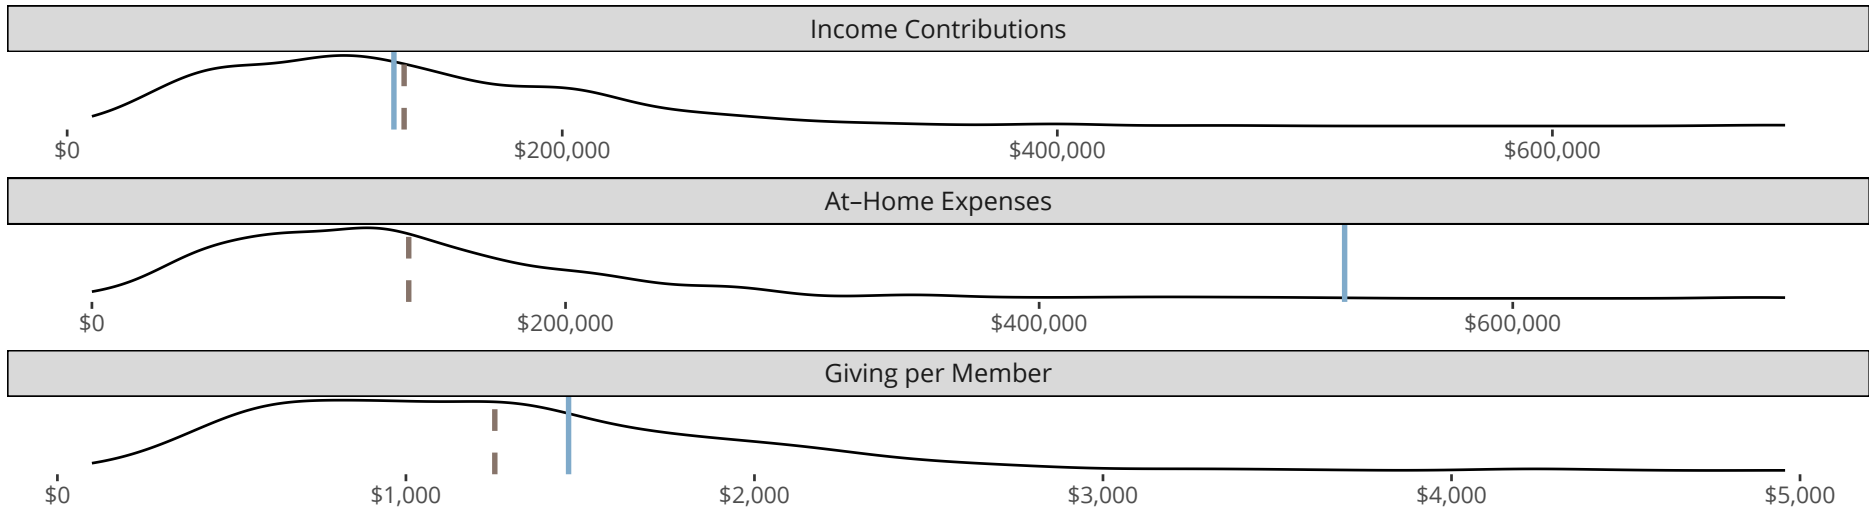 Income Contributions
$0 $200,000 $400,000 $600,000
At–Home Expenses
$0 $200,000 $400,000 $600,000
Giving per Member
$0 $1,000 $2,000 $3,000 $4,000 $5,000